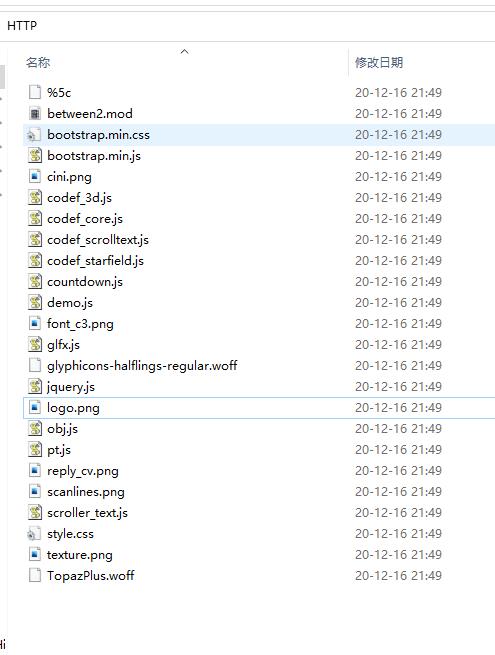 HTTP
名称 修改日期
%5c 20-12-16 21:49
between2.mod 20-12-16 21:49
bootstrap.min.css 20-12-16 21:49
bootstrap.min.js 20-12-16 21:49
cini.png 20-12-16 21:49
codef_3d.js 20-12-16 21:49
codef_core.js 20-12-16 21:49
codef_scrolltext.js 20-12-16 21:49
codef_starfield.js 20-12-16 21:49
countdown.js 20-12-16 21:49
demo.js 20-12-16 21:49
font_c3.png 20-12-16 21:49
glfx.js 20-12-16 21:49
glyphicons-halflings-regular.woff 20-12-16 21:49
jquery.js 20-12-16 21:49
logo.png 20-12-16 21:49
obj.js 20-12-16 21:49
pt.js 20-12-16 21:49
reply_cv.png 20-12-16 21:49
scanlines.png 20-12-16 21:49
scroller_text.js 20-12-16 21:49
style.css 20-12-16 21:49
texture.png 20-12-16 21:49
TopazPlus.woff 20-12-16 21:49